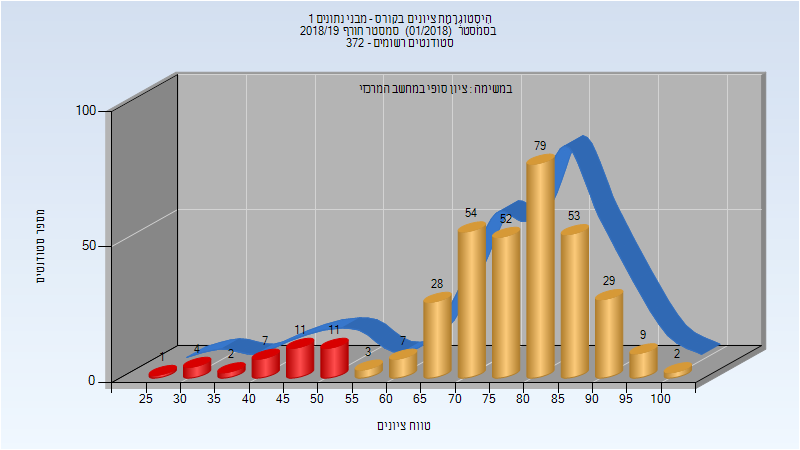 היסטוגרמת ציונים בקורס - מבני נתונים 1
בסמסטר (01/2018) סמסטר חורף 2018/19
סטודנטים רשומים - 372
במשימה : ציון סופי במחשב המרכזי
100
50
0
מספר סטודנטים
1
4
2
7
11
11
3
7
28
54
52
79
53
29
9
2
25 30 35 40 45 50 55 60 65 70 75 80 85 90 95 100
טווח ציונים